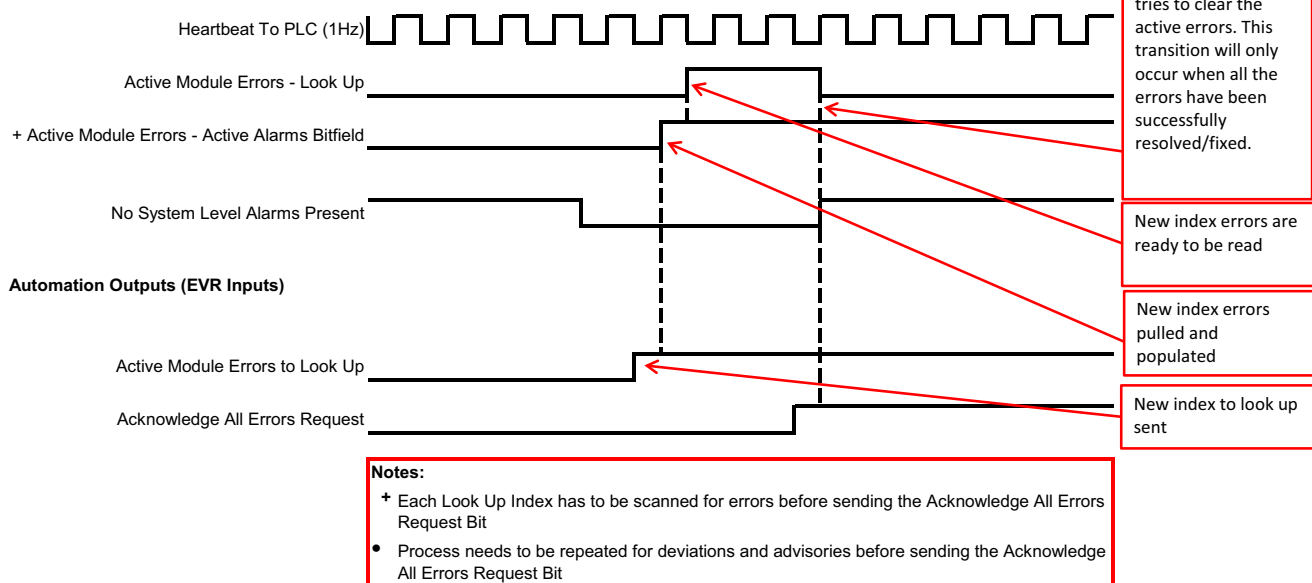 tries to clear the
active errors. This
transition will only
occur when all the
errors have been
successfully
resolved/fixed.
Heartbeat To PLC (1Hz)
Active Module Errors - Look Up
+ Active Module Errors - Active Alarms Bitfield
No System Level Alarms Present
New index errors are
ready to be read
Automation Outputs (EVR Inputs)
New index errors
pulled and
populated
Active Module Errors to Look Up
New index to look up
sent
Acknowledge All Errors Request
Notes:
+ Each Look Up Index has to be scanned for errors before sending the Acknowledge All Errors
Request Bit
• Process needs to be repeated for deviations and advisories before sending the Acknowledge
All Errors Request Bit